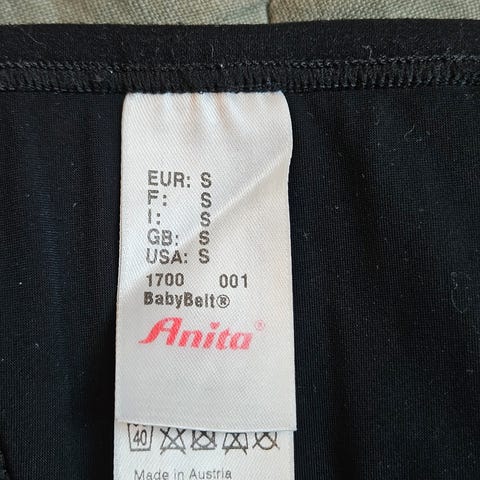 EUR: S
F: S
I: S
GB: S
USA: S
1700 001
BabyBelt®
Anita®
40
Made in Austria